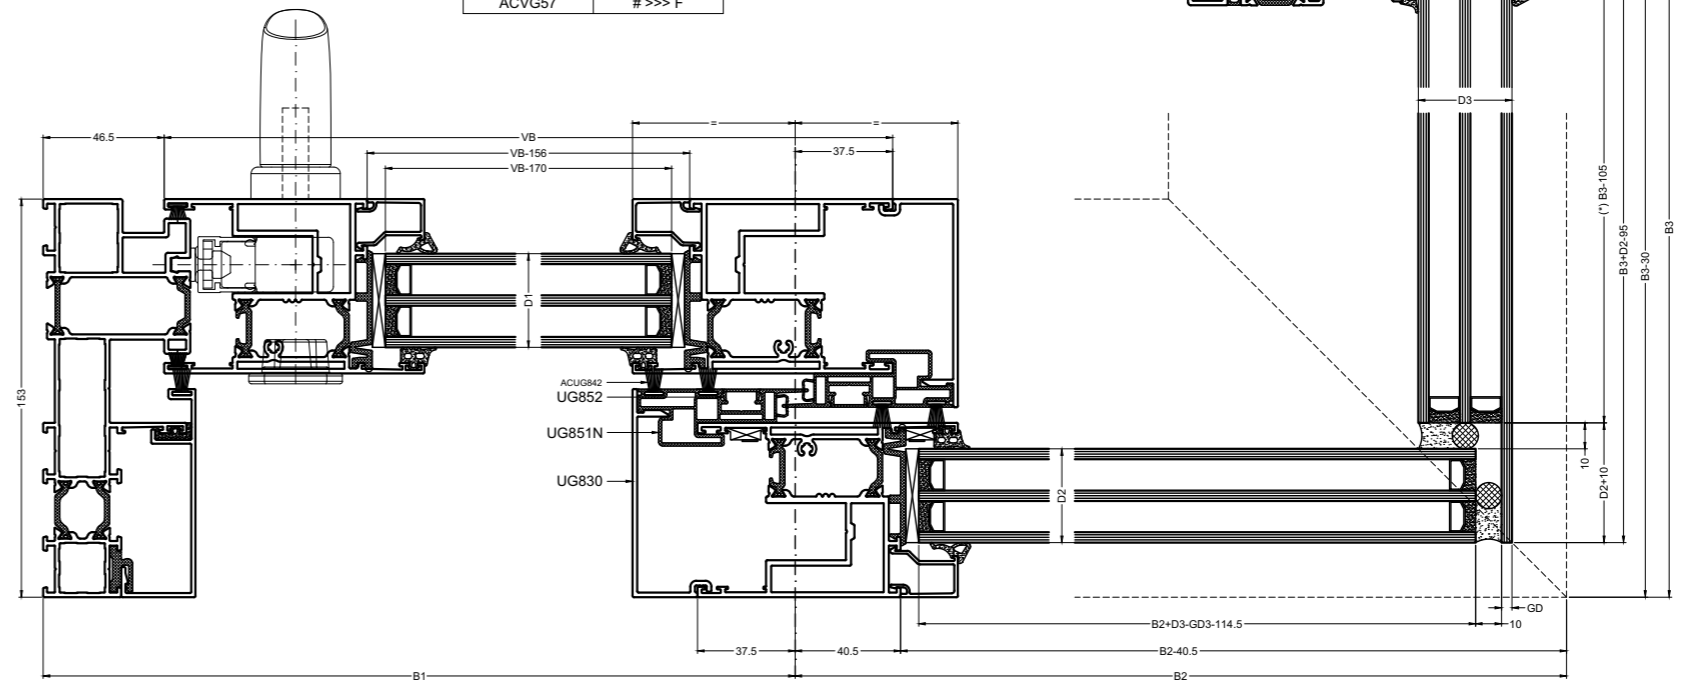 ACVG57 # >>> F
D3
46.5
VB
=
=
37.5
VB-156
VB-170
(*) B3-105
B3+D2-95
B3-30
B3
D1
153
ACUG842
UG852
UG851N
UG830
D2
10
D2+10
GD
B2+D3-GD3-114.5
10
37.5
40.5
B2-40.5
B1
B2